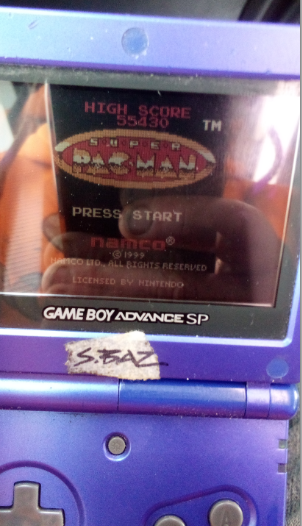 HIGH SCORE
55430
SUPER
PAC-MAN
TM
PRESS START
namco®
© 1999
NAMCO LTD., ALL RIGHTS RESERVED
LICENSED BY NINTENDO
GAME BOY ADVANCE SP
S.BAZ